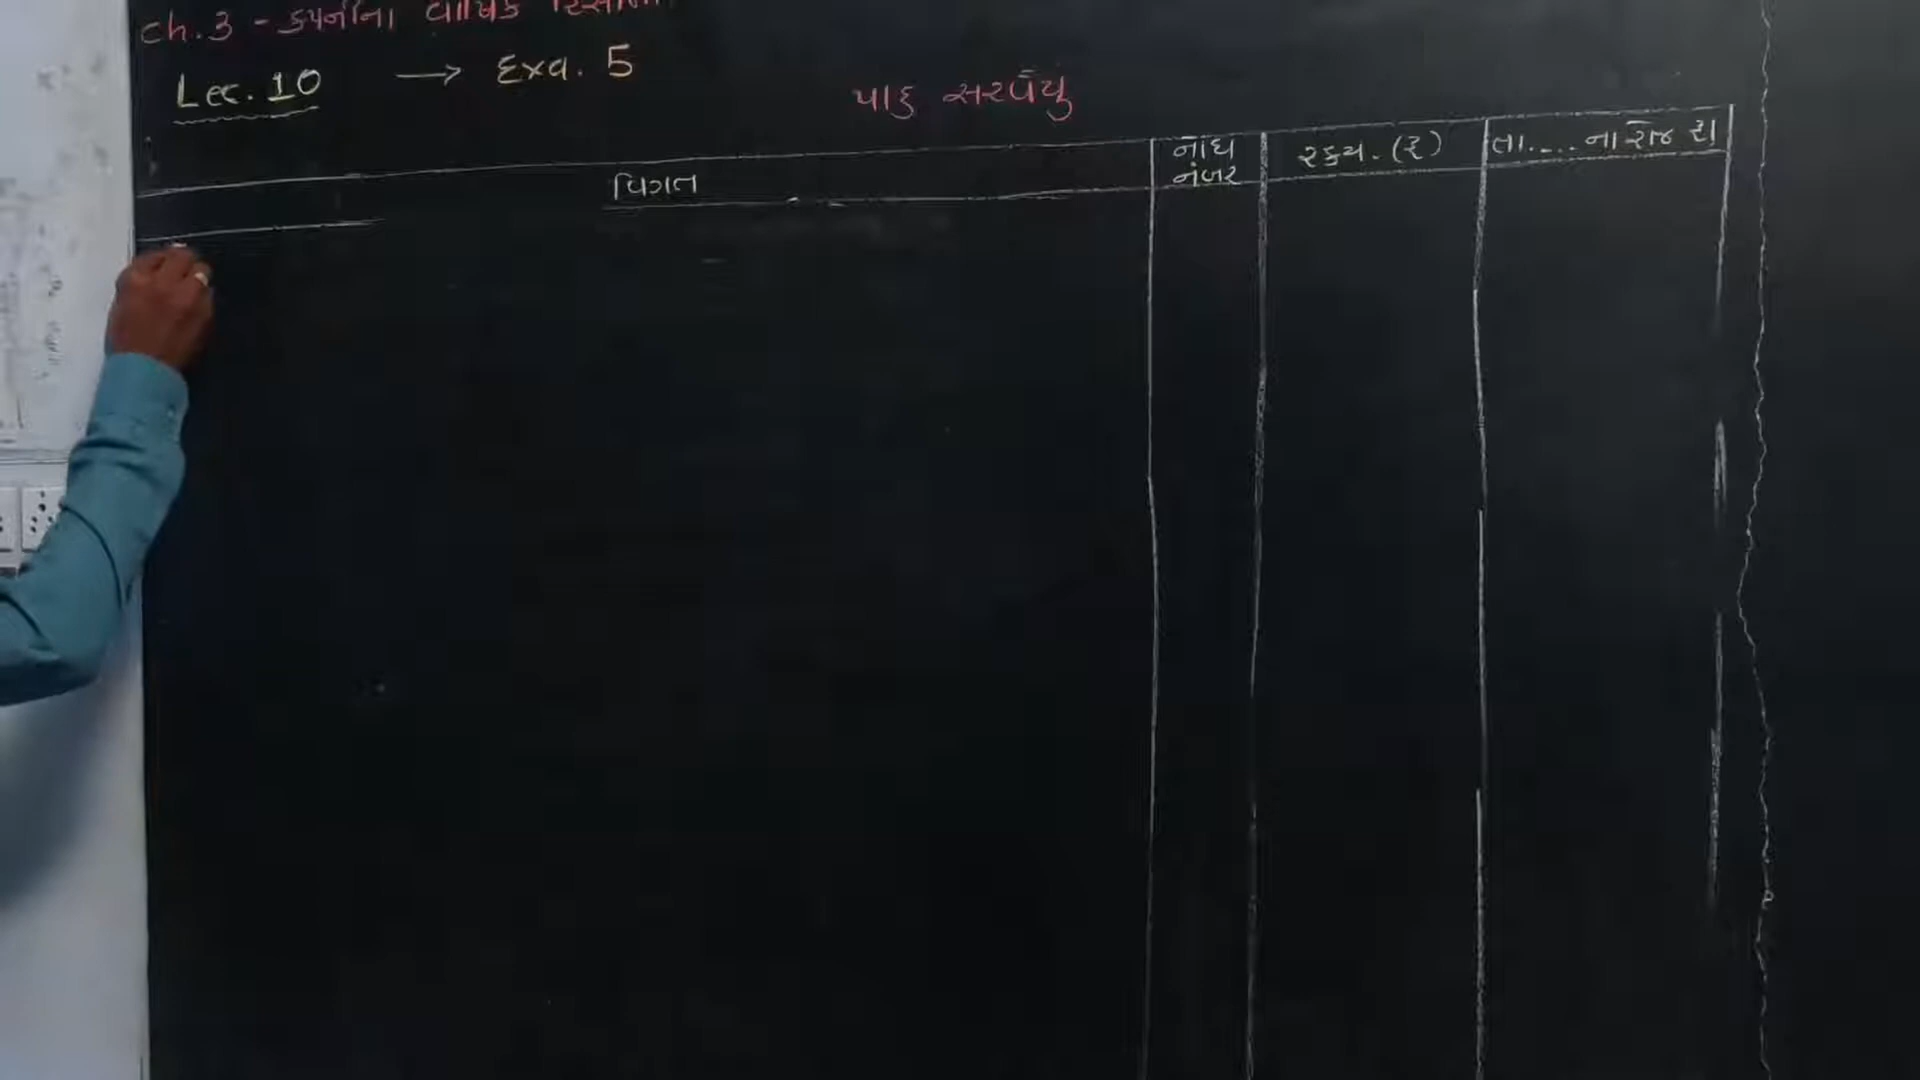 Ch. 3 - કંપનીના વાર્ષિક હિસાબો
Lec. 10 → Exa. 5
પાકુ સરવૈયું
વિગત
નોંધ નંબર
રકમ. (₹)
તા..... ના રોજ રૂા